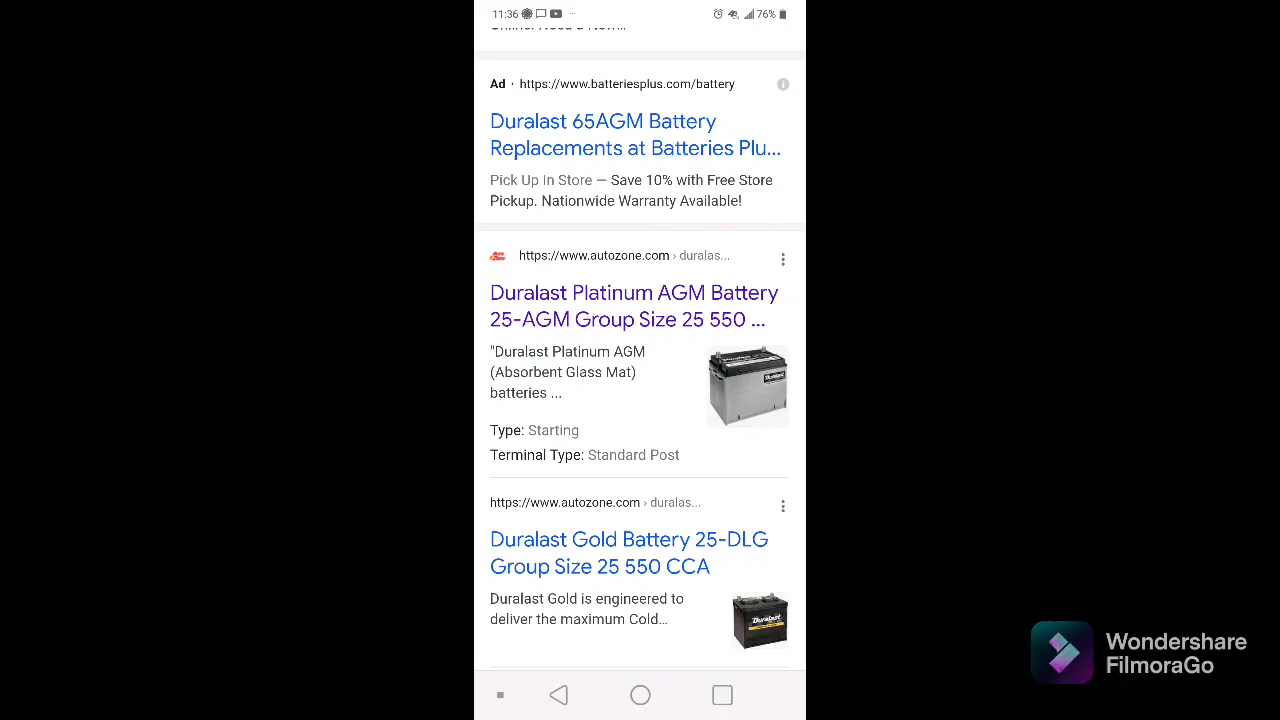 11:36 76%
Ad · https://www.batteriesplus.com/battery
Duralast 65AGM Battery
Replacements at Batteries Plu...
Pick Up In Store — Save 10% with Free Store
Pickup. Nationwide Warranty Available!
https://www.autozone.com › duralas...
Duralast Platinum AGM Battery
25-AGM Group Size 25 550 ...
"Duralast Platinum AGM
(Absorbent Glass Mat)
batteries ...
Duralast
Type: Starting
Terminal Type: Standard Post
https://www.autozone.com › duralas...
Duralast Gold Battery 25-DLG
Group Size 25 550 CCA
Duralast Gold is engineered to
deliver the maximum Cold...
Duralast
Wondershare
FilmoraGo